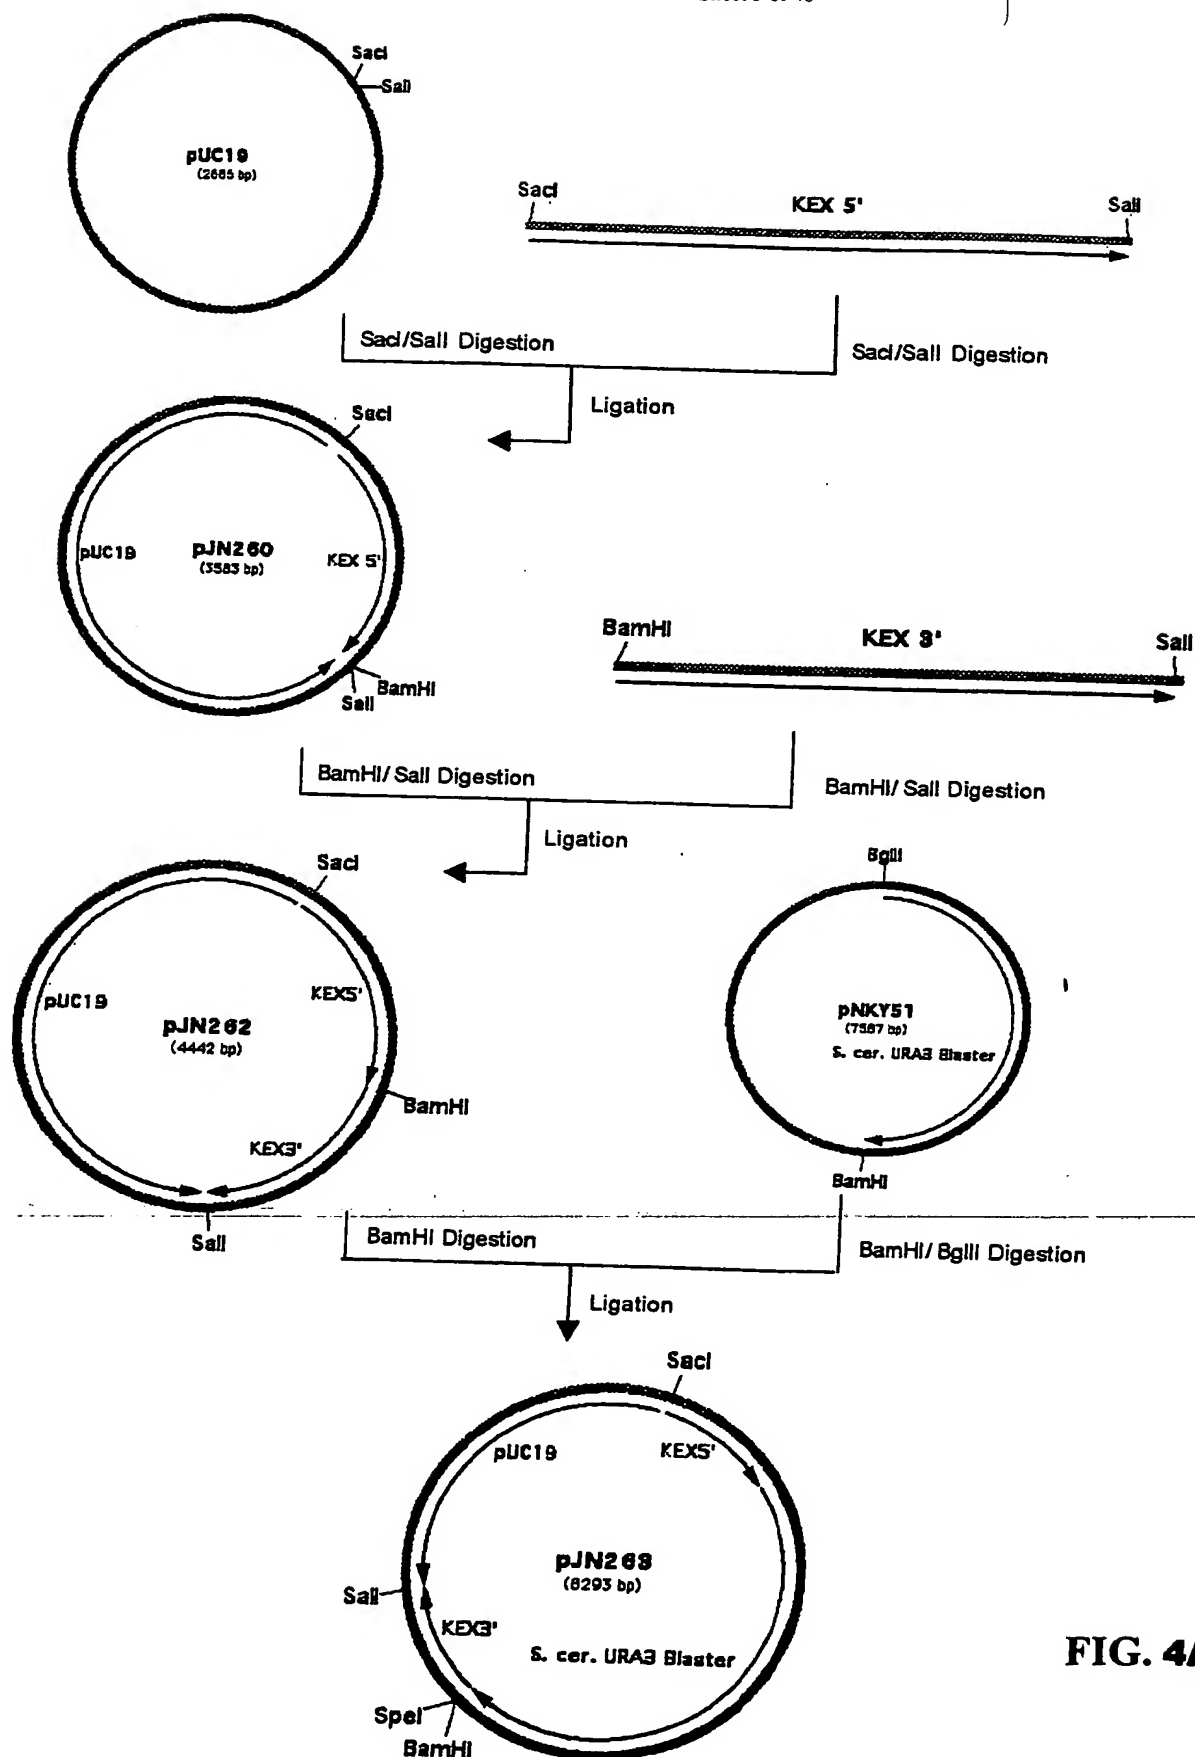 SacI
SalI
pUC19
(2685 bp)
SacI
KEX 5'
SalI
SacI/SalI Digestion
SacI/SalI Digestion
Ligation
SacI
pUC19
pJN260
(3583 bp)
KEX 5'
BamHI
SalI
BamHI
KEX 3'
SalI
BamHI/ SalI Digestion
BamHI/ SalI Digestion
Ligation
SacI
pUC19
KEX5'
pJN262
(4442 bp)
BamHI
KEX3'
SalI
BglII
pNKY51
(7587 bp)
S. cer. URA3 Blaster
BamHI
BamHI Digestion
BamHI/ BglII Digestion
Ligation
SacI
pUC19
KEX5'
pJN263
(8293 bp)
SalI
KEX3'
S. cer. URA3 Blaster
SpeI
BamHI
FIG. 4